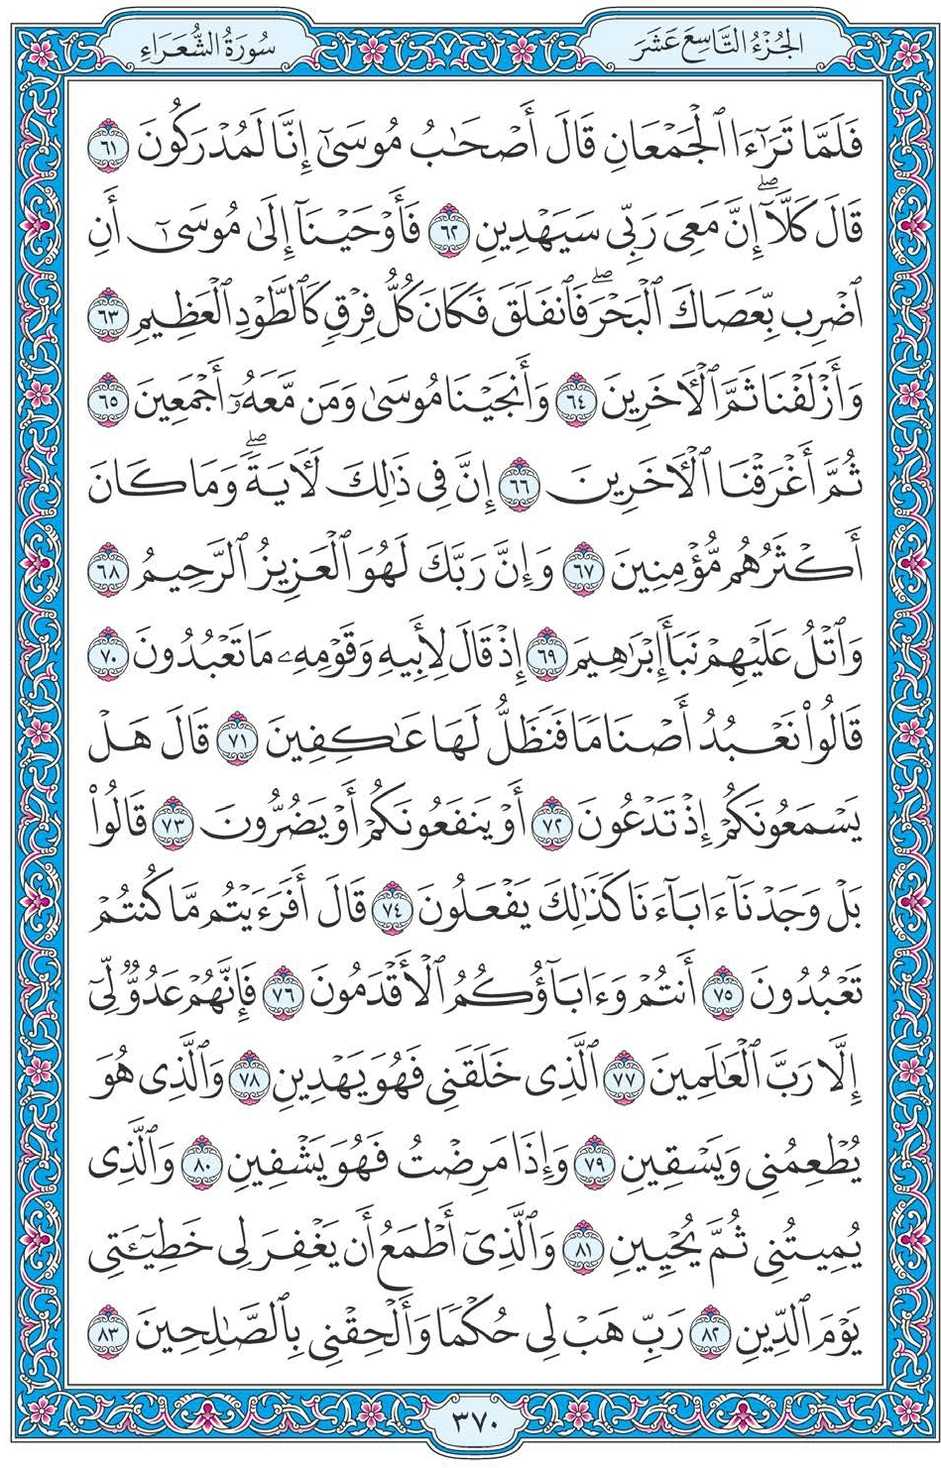 الجُزْءُ التَّاسِعَ عَشَرَ
سُورَةُ الشُّعَرَاءِ
فَلَمَّا تَرَٰٓءَا ٱلْجَمْعَانِ قَالَ أَصْحَٰبُ مُوسَىٰٓ إِنَّا لَمُدْرَكُونَ ٦١
قَالَ كَلَّآ ۖ إِنَّ مَعِىَ رَبِّى سَيَهْدِينِ ٦٢ فَأَوْحَيْنَآ إِلَىٰ مُوسَىٰٓ أَنِ
ٱضْرِب بِّعَصَاكَ ٱلْبَحْرَ ۖ فَٱنفَلَقَ فَكَانَ كُلُّ فِرْقٍ كَٱلطَّوْدِ ٱلْعَظِيمِ ٦٣
وَأَزْلَفْنَا ثَمَّ ٱلْأَخَرِينَ ٦٤ وَأَنجَيْنَا مُوسَىٰ وَمَن مَّعَهُۥٓ أَجْمَعِينَ ٦٥
ثُمَّ أَغْرَقْنَا ٱلْأَخَرِينَ ٦٦ إِنَّ فِى ذَٰلِكَ لَأَيَةً ۖ وَمَا كَانَ
أَكْثَرُهُم مُّؤْمِنِينَ ٦٧ وَإِنَّ رَبَّكَ لَهُوَ ٱلْعَزِيزُ ٱلرَّحِيمُ ٦٨
وَٱتْلُ عَلَيْهِمْ نَبَأَ إِبْرَٰهِيمَ ٦٩ إِذْ قَالَ لِأَبِيهِ وَقَوْمِهِۦ مَا تَعْبُدُونَ ٧٠
قَالُوا۟ نَعْبُدُ أَصْنَامًا فَنَظَلُّ لَهَا عَٰكِفِينَ ٧١ قَالَ هَلْ
يَسْمَعُونَكُمْ إِذْ تَدْعُونَ ٧٢ أَوْ يَنفَعُونَكُمْ أَوْ يَضُرُّونَ ٧٣ قَالُوا۟
بَلْ وَجَدْنَآ ءَابَآءَنَا كَذَٰلِكَ يَفْعَلُونَ ٧٤ قَالَ أَفَرَءَيْتُم مَّا كُنتُمْ
تَعْبُدُونَ ٧٥ أَنتُمْ وَءَابَآؤُكُمُ ٱلْأَقْدَمُونَ ٧٦ فَإِنَّهُمْ عَدُوٌّ لِّىٓ
إِلَّا رَبَّ ٱلْعَٰلَمِينَ ٧٧ ٱلَّذِى خَلَقَنِى فَهُوَ يَهْدِينِ ٧٨ وَٱلَّذِى هُوَ
يُطْعِمُنِى وَيَسْقِينِ ٧٩ وَإِذَا مَرِضْتُ فَهُوَ يَشْفِينِ ٨٠ وَٱلَّذِى
يُمِيتُنِى ثُمَّ يُحْيِينِ ٨١ وَٱلَّذِىٓ أَطْمَعُ أَن يَغْفِرَ لِى خَطِيٓـَٔتِى
يَوْمَ ٱلدِّينِ ٨٢ رَبِّ هَبْ لِى حُكْمًا وَأَلْحِقْنِى بِٱلصَّٰلِحِينَ ٨٣
٣٧٠